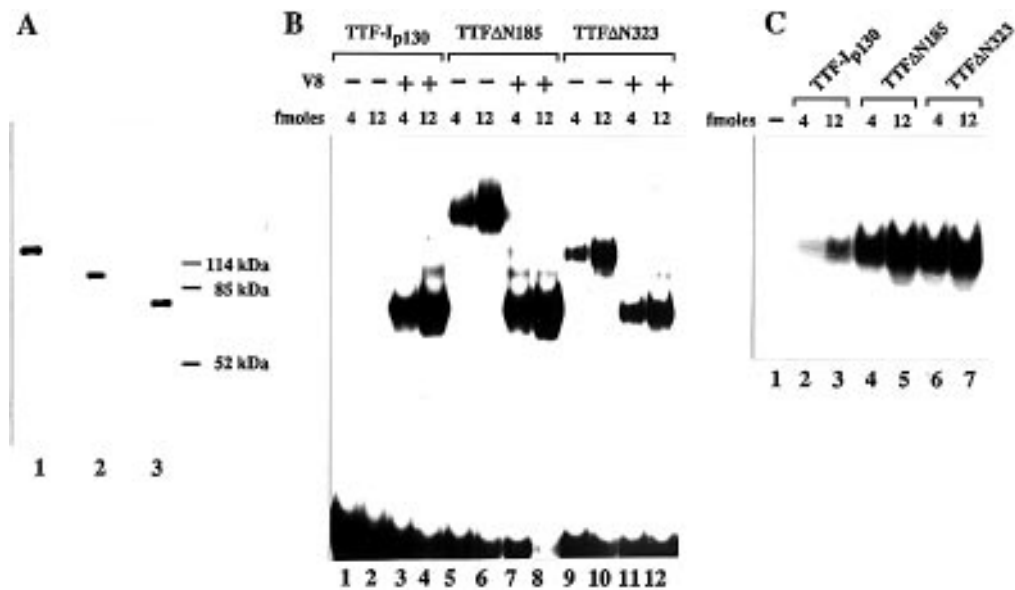 A
114 kDa
85 kDa
52 kDa
1 2 3
B
TTF-Ip130 TTFΔN185 TTFΔN323
V8 − − + + − − + + − − + +
fmoles 4 12 4 12 4 12 4 12 4 12 4 12
1 2 3 4 5 6 7 8 9 10 11 12
C
TTF-Ip130 TTFΔN185 TTFΔN323
fmoles − 4 12 4 12 4 12
1 2 3 4 5 6 7